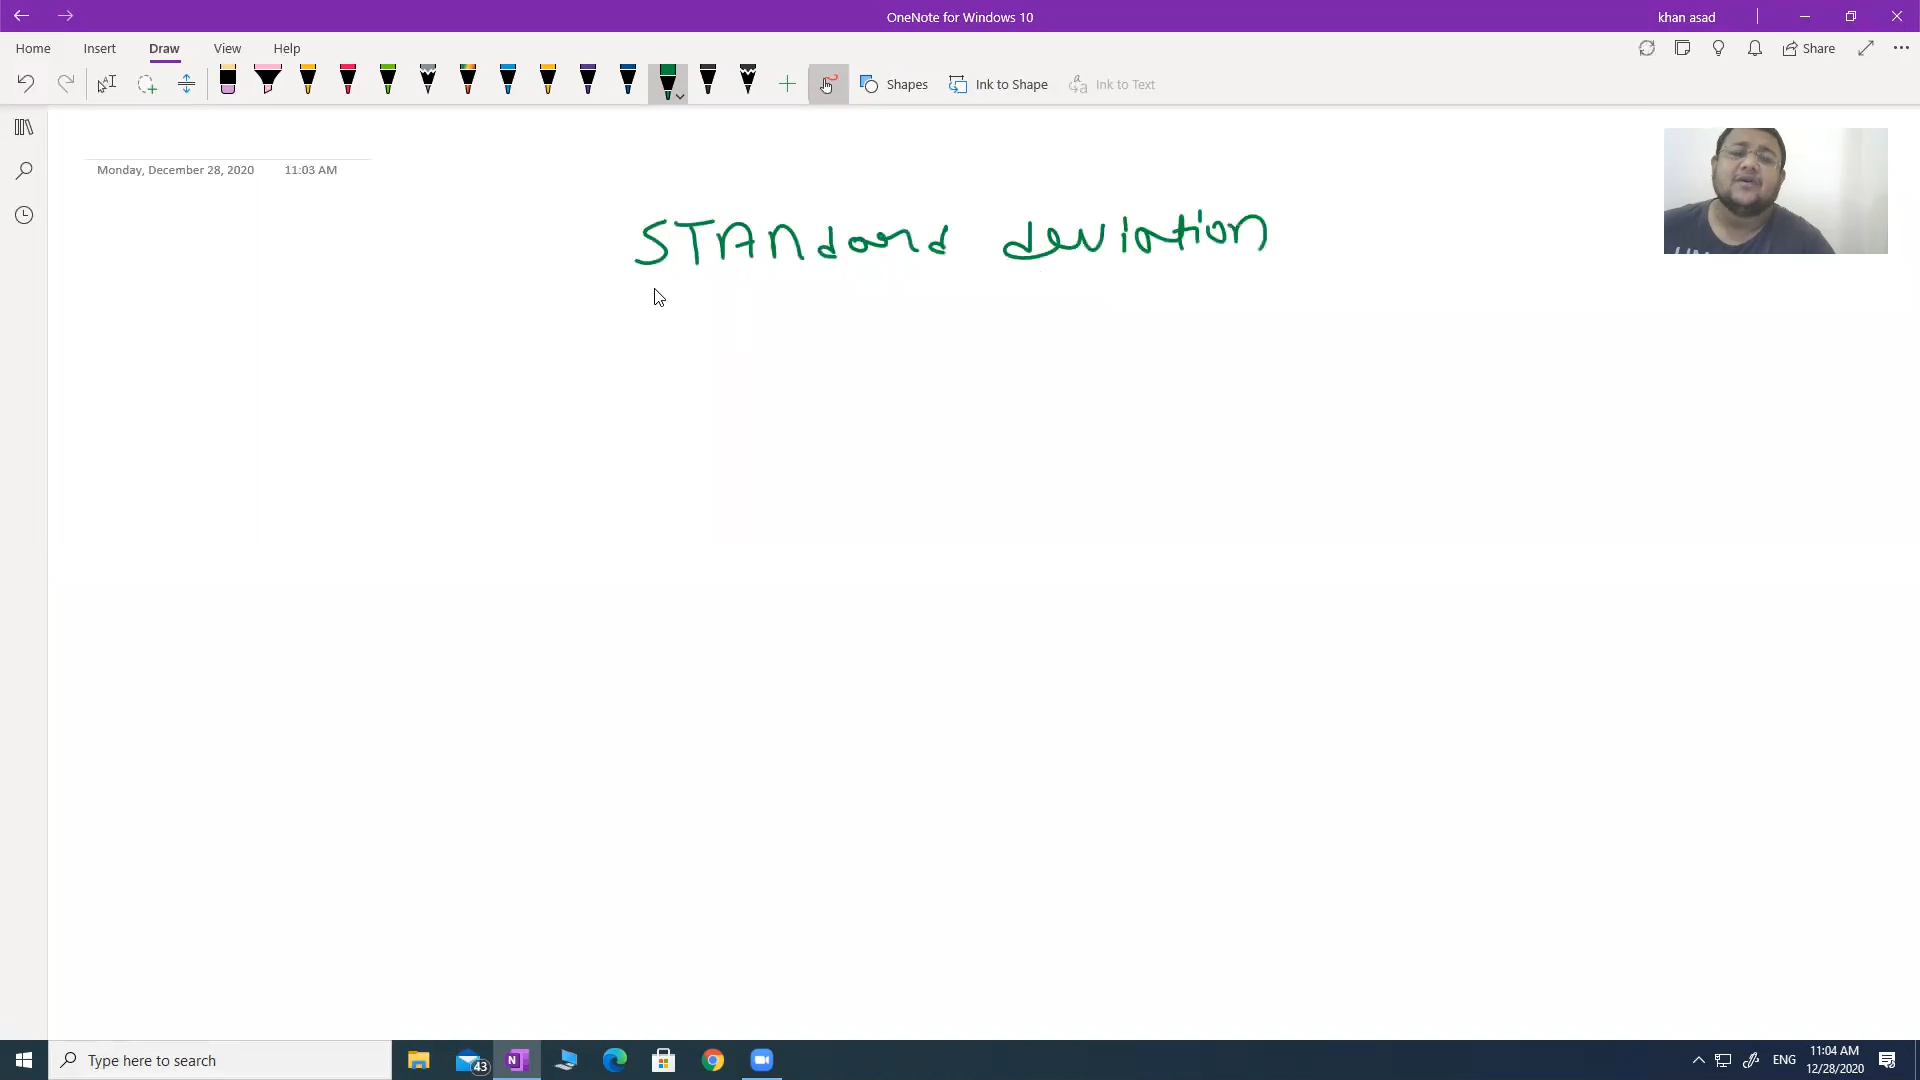 OneNote for Windows 10
khan asad
Home Insert Draw View Help
Share
Shapes Ink to Shape Ink to Text
Monday, December 28, 2020 11:03 AM
STANdard deviation
Type here to search
43
ENG
11:04 AM
12/28/2020